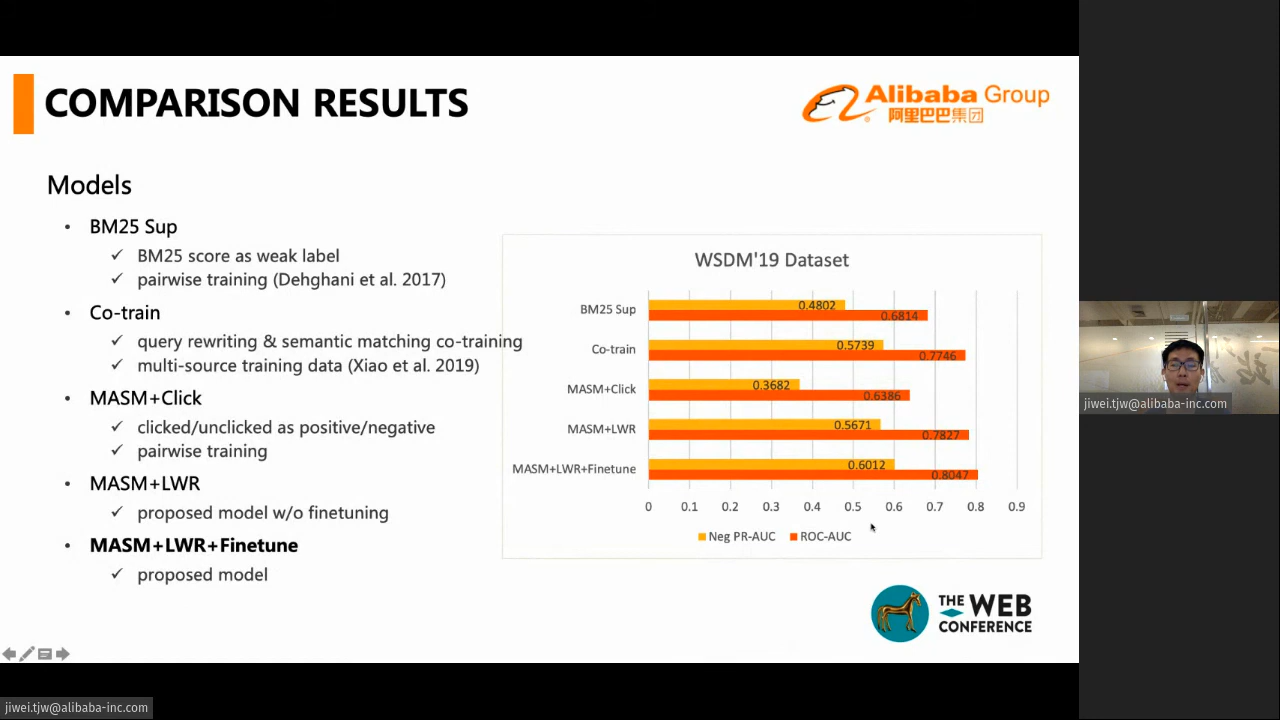 COMPARISON RESULTS
Alibaba Group
阿里巴巴集团
Models
• BM25 Sup
✓ BM25 score as weak label
✓ pairwise training (Dehghani et al. 2017)
• Co-train
✓ query rewriting & semantic matching co-training
✓ multi-source training data (Xiao et al. 2019)
• MASM+Click
✓ clicked/unclicked as positive/negative
✓ pairwise training
• MASM+LWR
✓ proposed model w/o finetuning
• MASM+LWR+Finetune
✓ proposed model
WSDM'19 Dataset
BM25 Sup 0.4802
0.6814
Co-train 0.5739
0.7746
MASM+Click 0.3682
0.6386
MASM+LWR 0.5671
0.7827
MASM+LWR+Finetune 0.6012
0.8047
0 0.1 0.2 0.3 0.4 0.5 0.6 0.7 0.8 0.9
Neg PR-AUC ROC-AUC
THE WEB
CONFERENCE
jiwei.tjw@alibaba-inc.com
jiwei.tjw@alibaba-inc.com